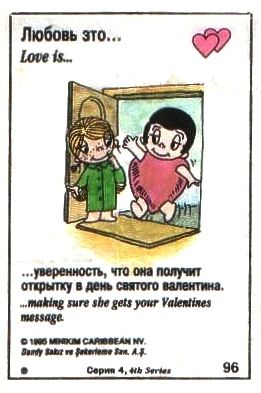 Любовь это...
Love is...
...уверенность, что она получит
открытку в день святого валентина.
...making sure she gets your Valentines
message.
© 1995 MINIKIM CARIBBEAN NV.
Dandy Sakız ve Şekerleme San. A.Ş.
® Серия 4, 4th Series 96